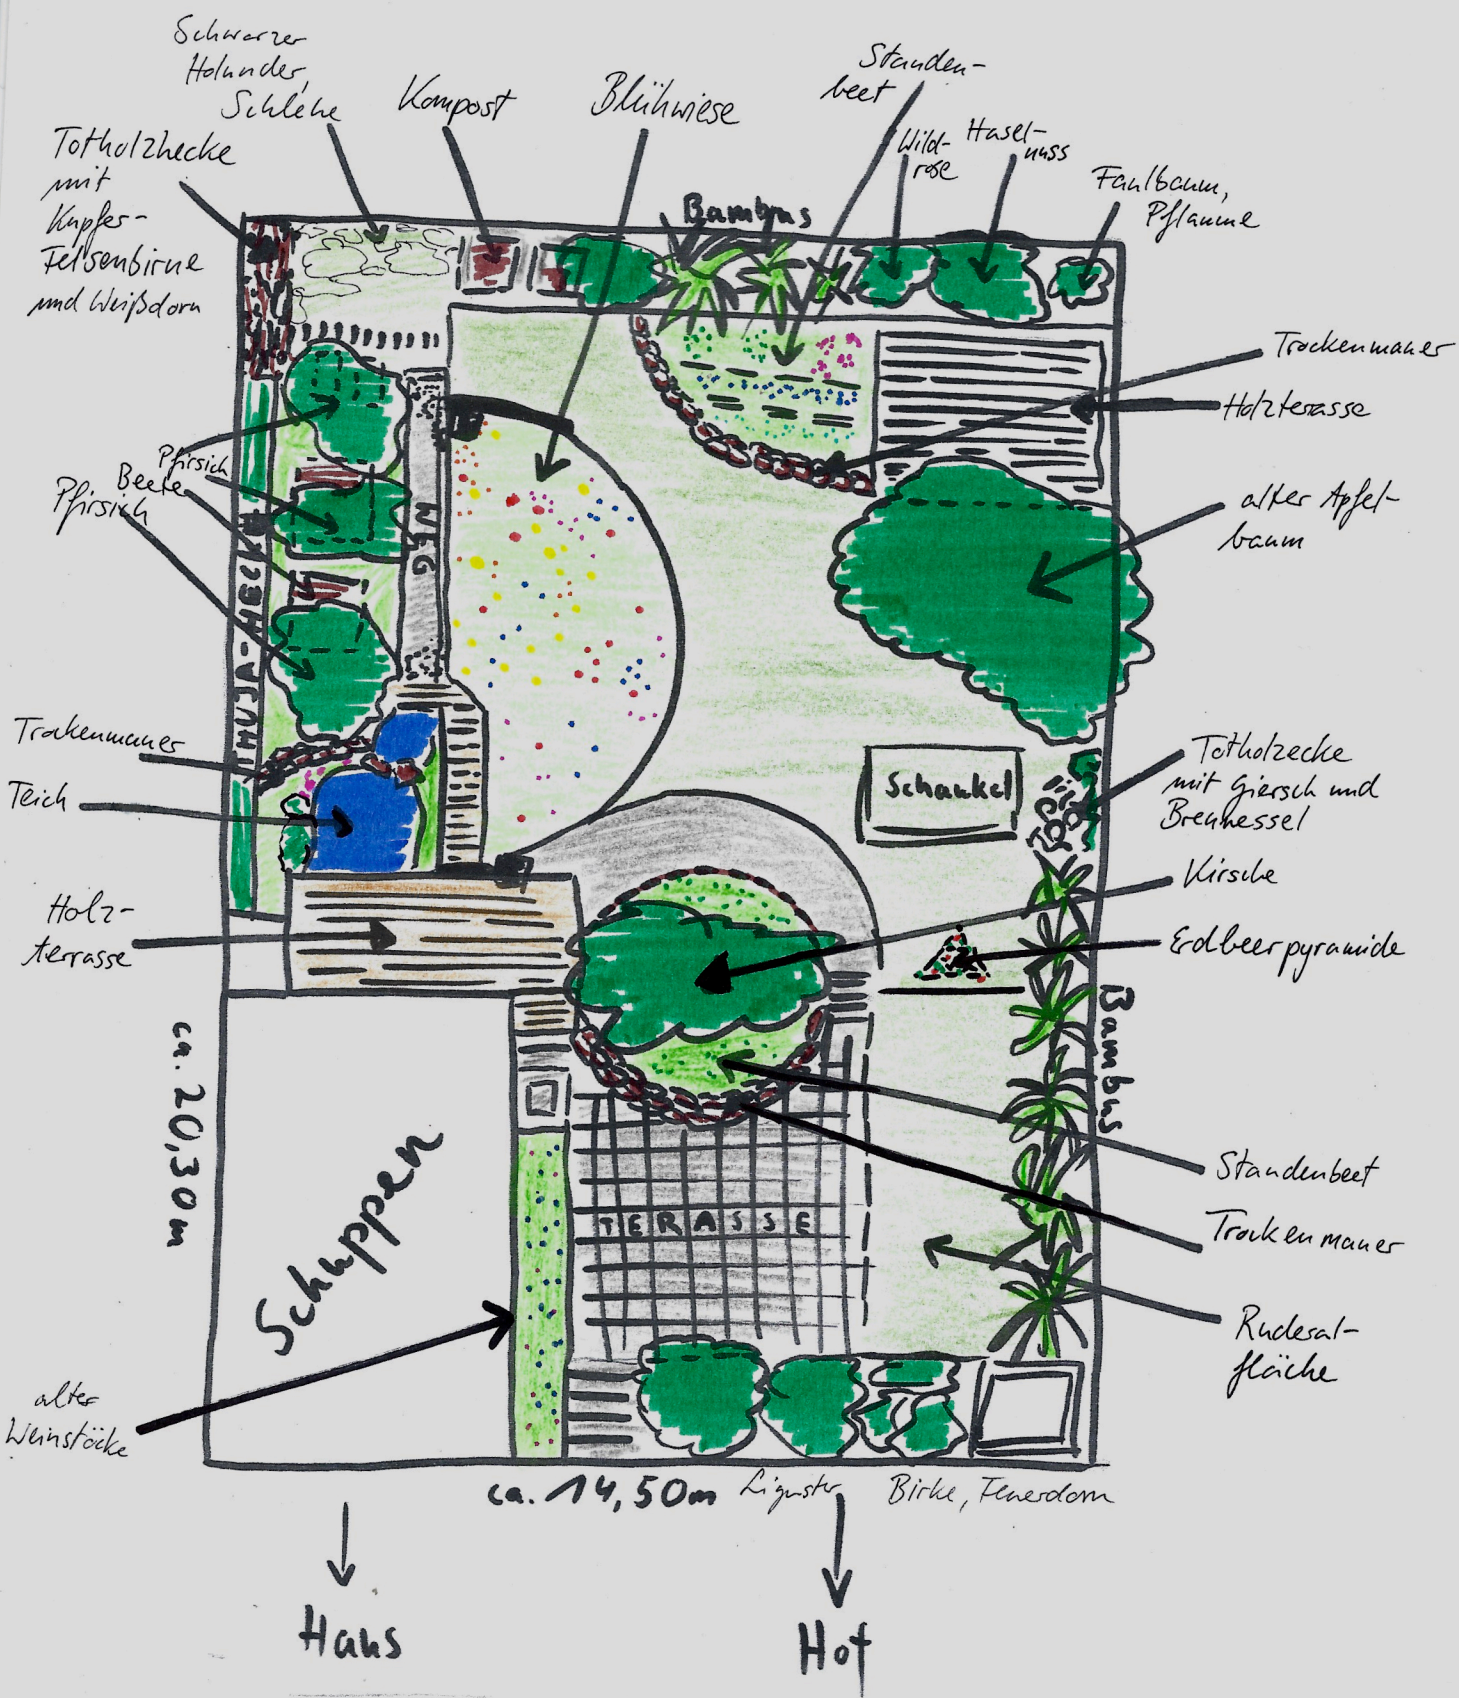 Schwarzer
Holunder,
Schlehe
Kompost
Blühwiese
Stauden-
beet
Wild-
rose
Hasel-
nuss
Faulbaum,
Pflaume
Totholzhecke
mit
Kupfer-
Felsenbirne
und Weißdorn
Bambus
Trockenmauer
Holzterasse
Pfirsich
Beete
Pfirsich
WEG
THUJA-HECKE
alter Apfel-
baum
Trockenmauer
Teich
Schaukel
Totholzecke
mit Giersch und
Brennessel
Kirsche
Holz-
terrasse
Erdbeerpyramide
Bambus
ca. 20,30m
Schuppen
Staudenbeet
TERASSE
Trockenmauer
Ruderal-
fläche
alter
Weinstöcke
ca. 14,50m
Liguster
Birke, Feuerdorn
Haus
Hof